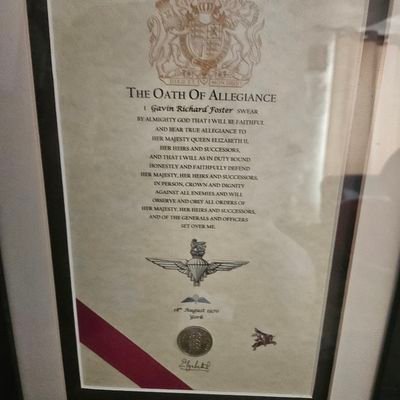 THE OATH OF ALLEGIANCE
I Gavin Richard Foster SWEAR
BY ALMIGHTY GOD THAT I WILL BE FAITHFUL
AND BEAR TRUE ALLEGIANCE TO
HER MAJESTY QUEEN ELIZABETH II,
HER HEIRS AND SUCCESSORS,
AND THAT I WILL AS IN DUTY BOUND
HONESTLY AND FAITHFULLY DEFEND
HER MAJESTY, HER HEIRS AND SUCCESSORS,
IN PERSON, CROWN AND DIGNITY
AGAINST ALL ENEMIES AND WILL
OBSERVE AND OBEY ALL ORDERS OF
HER MAJESTY, HER HEIRS AND SUCCESSORS,
AND OF THE GENERALS AND OFFICERS
SET OVER ME.
18th August 1970
York